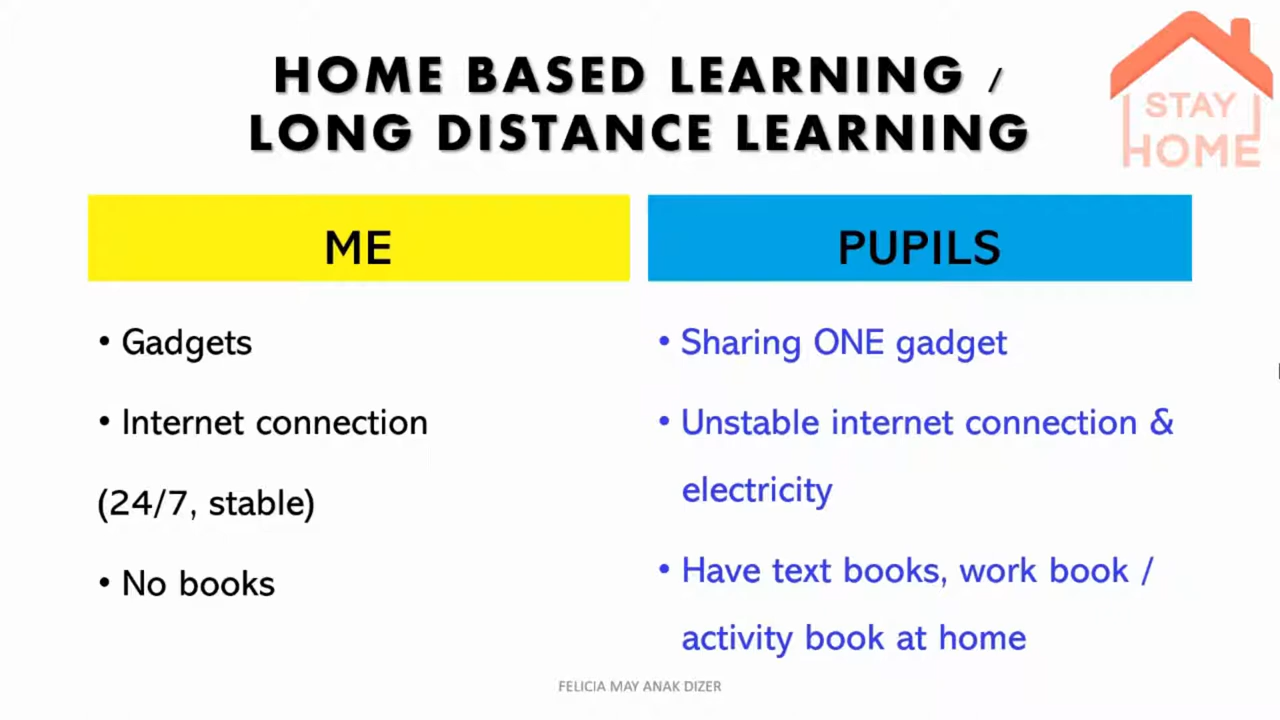 HOME BASED LEARNING /
LONG DISTANCE LEARNING
STAY
HOME
ME
• Gadgets
• Internet connection
(24/7, stable)
• No books
PUPILS
• Sharing ONE gadget
• Unstable internet connection &
electricity
• Have text books, work book /
activity book at home
FELICIA MAY ANAK DIZER